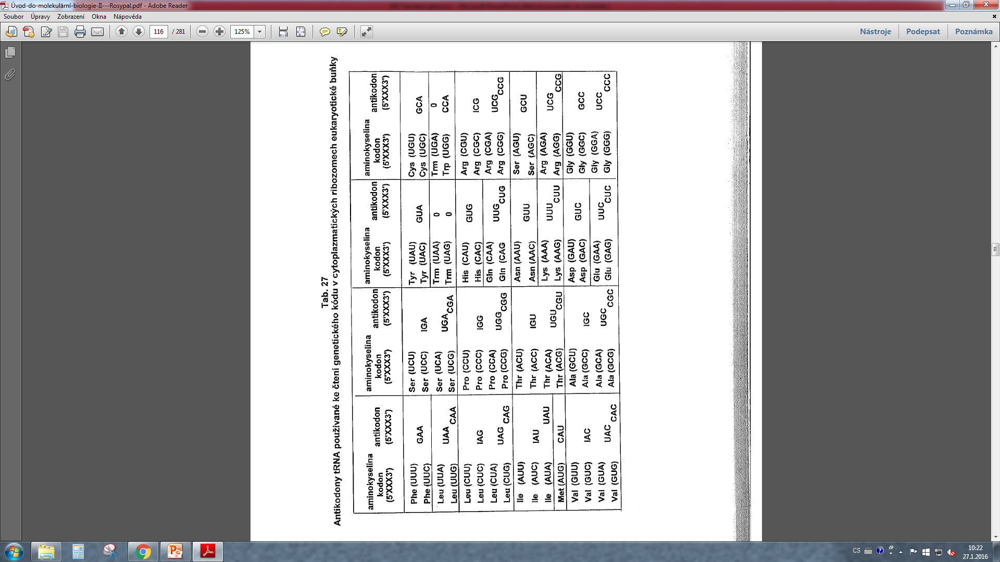 Úvod-do-molekulární-biologie-II---Rosypal.pdf - Adobe Reader
Soubor Úpravy Zobrazení Okna Nápověda
116 / 281 125% Nástroje Podepsat Poznámka
Tab. 27
Antikodony tRNA používané ke čtení genetického kódu v cytoplazmatických ribozomech eukaryotické buňky
aminokyselina kodon (5'XXX3') antikodon (5'XXX3') aminokyselina kodon (5'XXX3') antikodon (5'XXX3') aminokyselina kodon (5'XXX3') antikodon (5'XXX3') aminokyselina kodon (5'XXX3') antikodon (5'XXX3')
Phe (UUU) GAA Ser (UCU) IGA Tyr (UAU) GUA Cys (UGU) GCA
Phe (UUC) Ser (UCC) Tyr (UAC) Cys (UGC)
Leu (UUA) UAA Ser (UCA) UGA Trm (UAA) 0 Trm (UGA) 0
Leu (UUG) CAA Ser (UCG) CGA Trm (UAG) 0 Trp (UGG) CCA
Leu (CUU) IAG Pro (CCU) IGG His (CAU) GUG Arg (CGU) ICG
Leu (CUC) Pro (CCC) His (CAC) Arg (CGC)
Leu (CUA) UAG Pro (CCA) UGG Gln (CAA) UUG Arg (CGA) UCG
Leu (CUG) CAG Pro (CCG) CGG Gln (CAG CUG Arg (CGG) CCG
Ile (AUU) IAU Thr (ACU) IGU Asn (AAU) GUU Ser (AGU) GCU
Ile (AUC) Thr (ACC) Asn (AAC) Ser (AGC)
Ile (AUA) UAU Thr (ACA) UGU Lys (AAA) UUU Arg (AGA) UCG
Met (AUG) CAU Thr (ACG) CGU Lys (AAG) CUU Arg (AGG) CCG
Val (GUU) IAC Ala (GCU) IGC Asp (GAU) GUC Gly (GGU) GCC
Val (GUC) Ala (GCC) Asp (GAC) Gly (GGC)
Val (GUA) UAC Ala (GCA) UGC Glu (GAA) UUC Gly (GGA) UCC
Val (GUG) CAC Ala (GCG) CGC Glu (GAG) CUC Gly (GGG) CCC
CS
10:22
27.1.2016